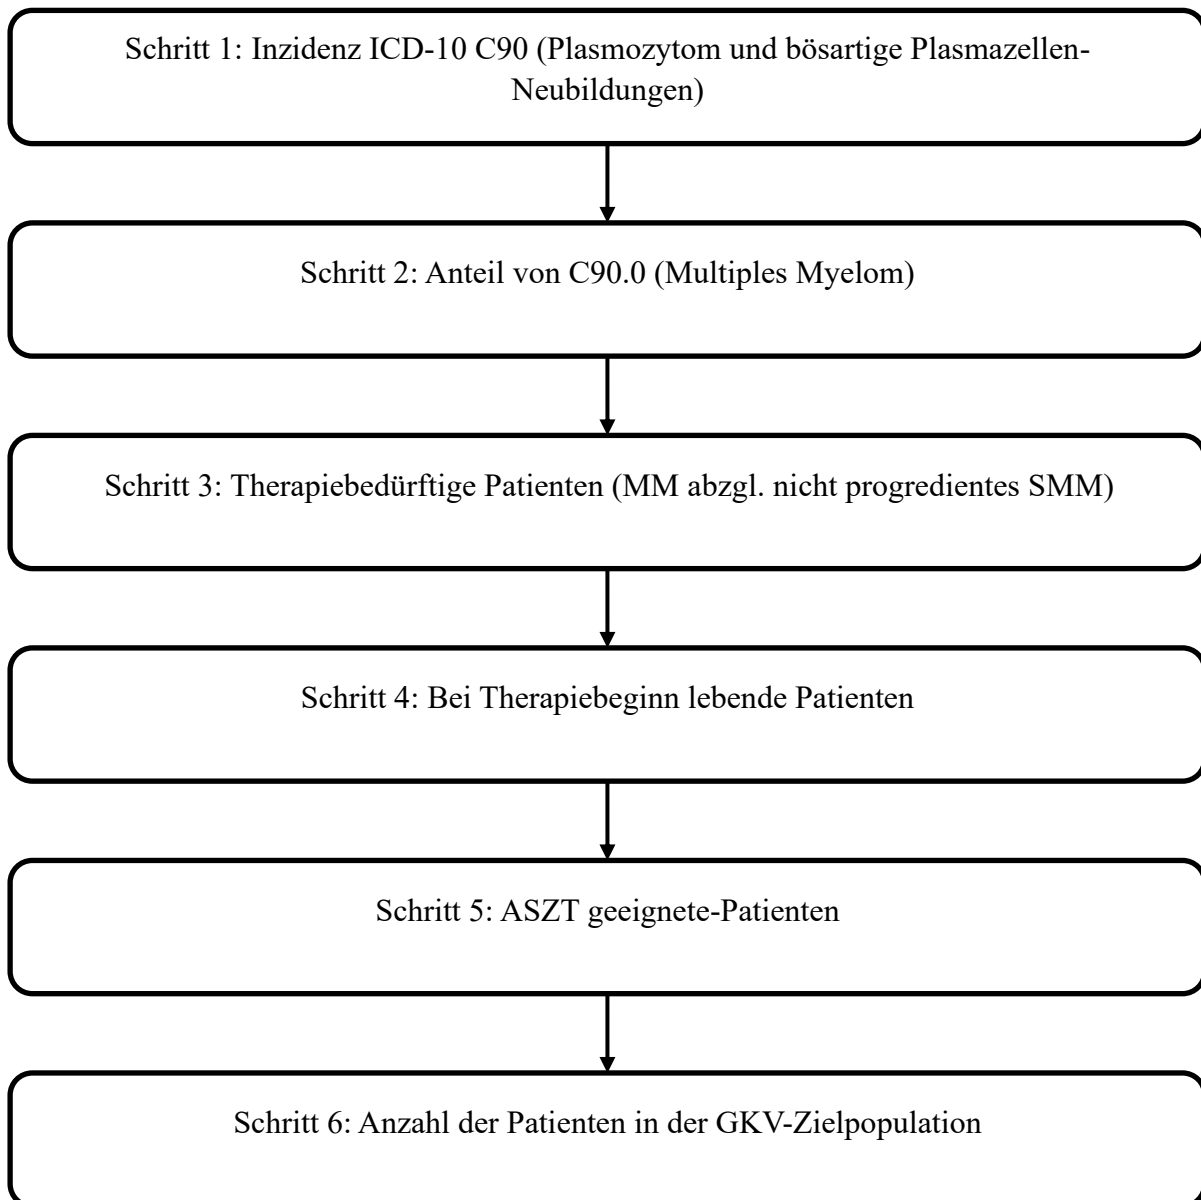 Schritt 1: Inzidenz ICD-10 C90 (Plasmozytom und bösartige Plasmazellen-
Neubildungen)
Schritt 2: Anteil von C90.0 (Multiples Myelom)
Schritt 3: Therapiebedürftige Patienten (MM abzgl. nicht progredientes SMM)
Schritt 4: Bei Therapiebeginn lebende Patienten
Schritt 5: ASZT geeignete-Patienten
Schritt 6: Anzahl der Patienten in der GKV-Zielpopulation